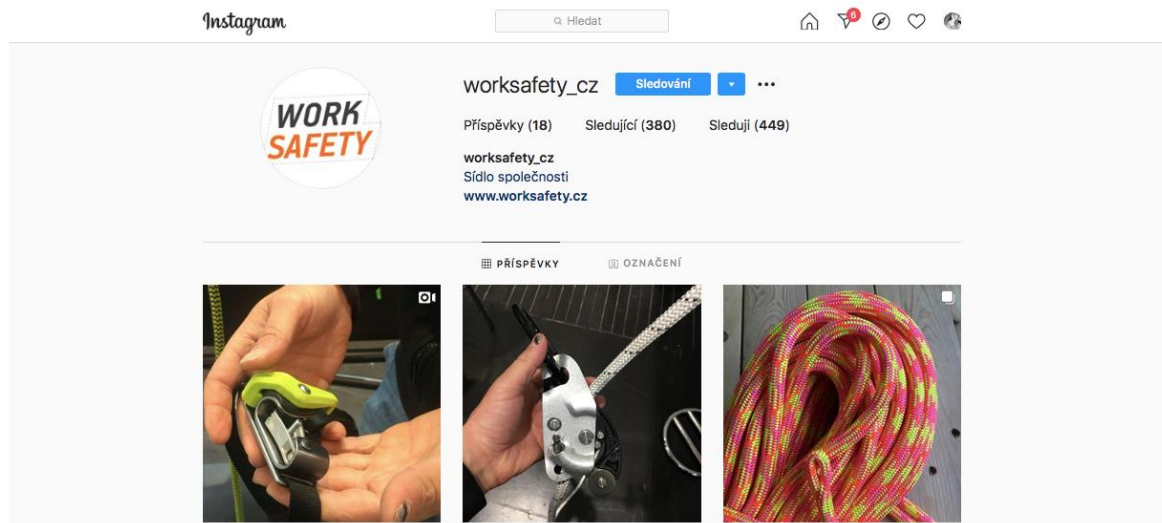 Instagram
Hledat
6
WORK
SAFETY
worksafety_cz Sledování
Příspěvky (18) Sledující (380) Sleduji (449)
worksafety_cz
Sídlo společnosti
www.worksafety.cz
PŘÍSPĚVKY OZNAČENÍ